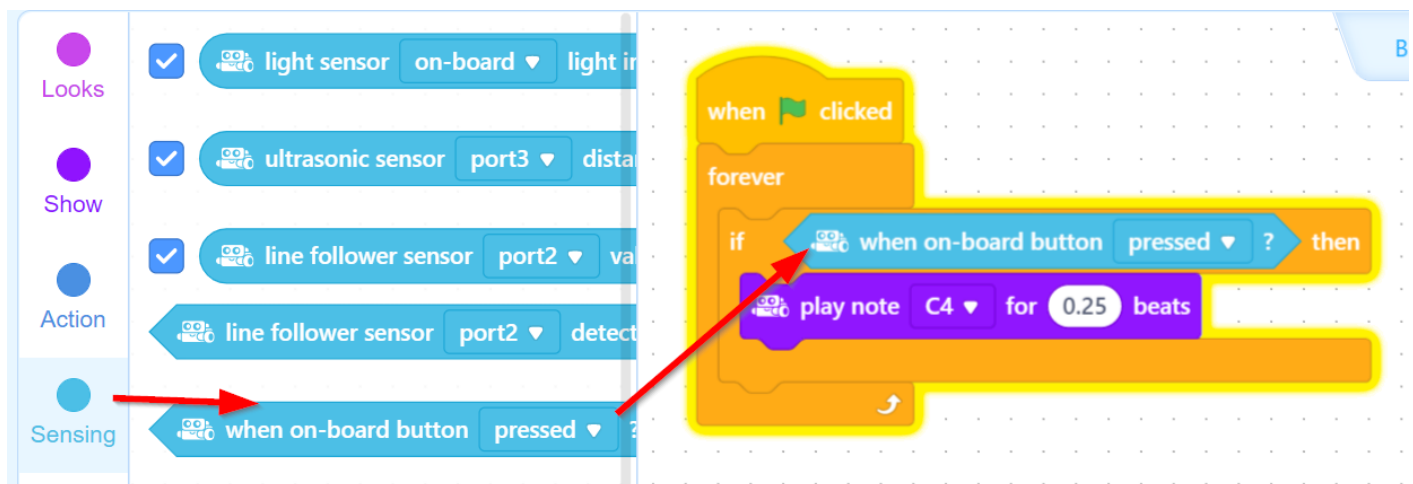 Looks
Show
Action
Sensing
light sensor on-board light
ultrasonic sensor port3 dista
line follower sensor port2 va
line follower sensor port2 detect
when on-board button pressed ?
when clicked
forever
if when on-board button pressed ? then
play note C4 for 0.25 beats
B